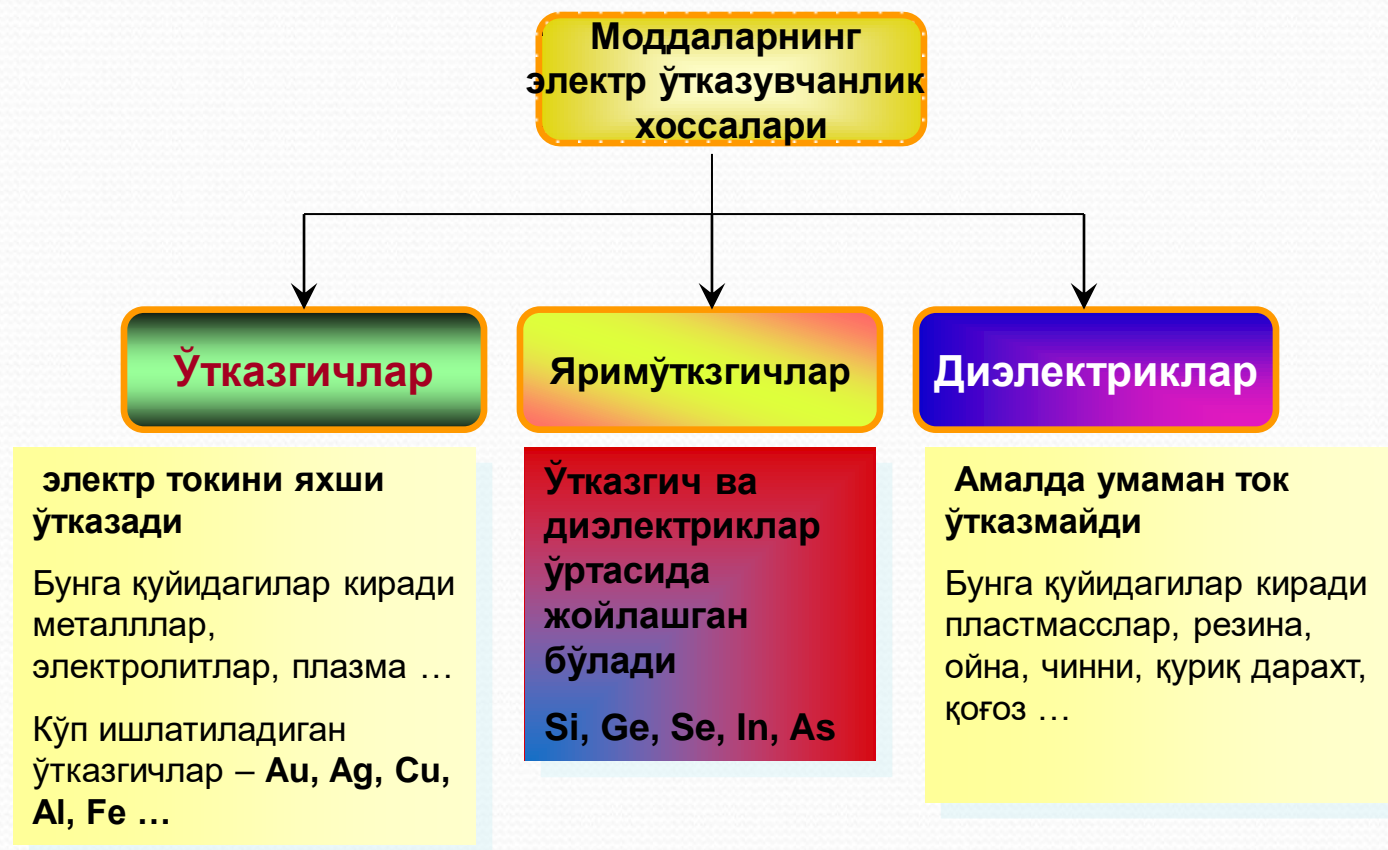 Моддаларнинг
электр ўтказувчанлик
хоссалари
Ўтказгичлар
Яримўткзгичлар
Диэлектриклар
электр токини яхши
ўтказади
Бунга қуйидагилар киради
металллар,
электролитлар, плазма …
Кўп ишлатиладиган
ўтказгичлар – Au, Ag, Cu,
Al, Fe …
Ўтказгич ва
диэлектриклар
ўртасида
жойлашган
бўлади
Si, Ge, Se, In, As
Амалда умаман ток
ўтказмайди
Бунга қуйидагилар киради
пластмасслар, резина,
ойна, чинни, қуриқ дарахт,
қоғоз …